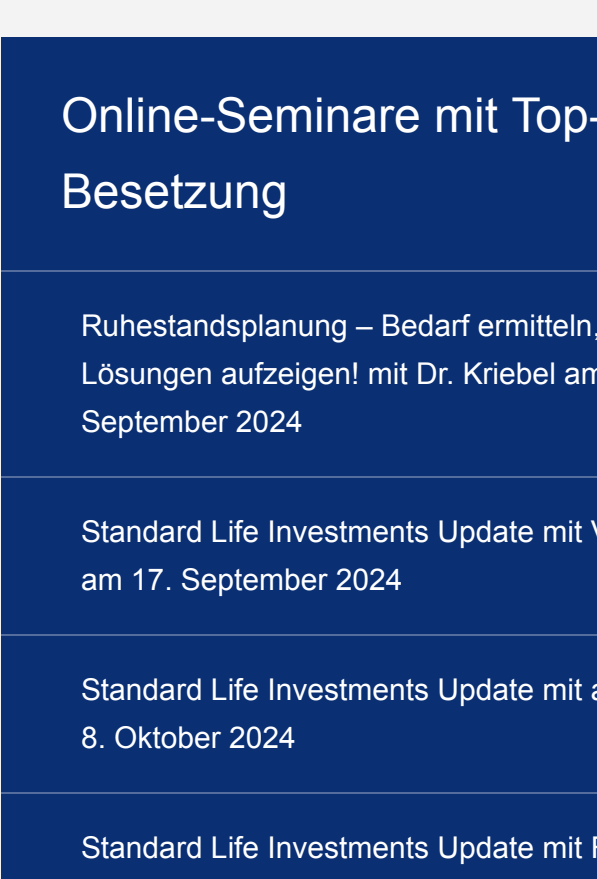 Online-Seminare mit Top-
Besetzung
Ruhestandsplanung – Bedarf ermitteln,
Lösungen aufzeigen! mit Dr. Kriebel am
September 2024
Standard Life Investments Update mit
am 17. September 2024
Standard Life Investments Update mit
8. Oktober 2024
Standard Life Investments Update mit